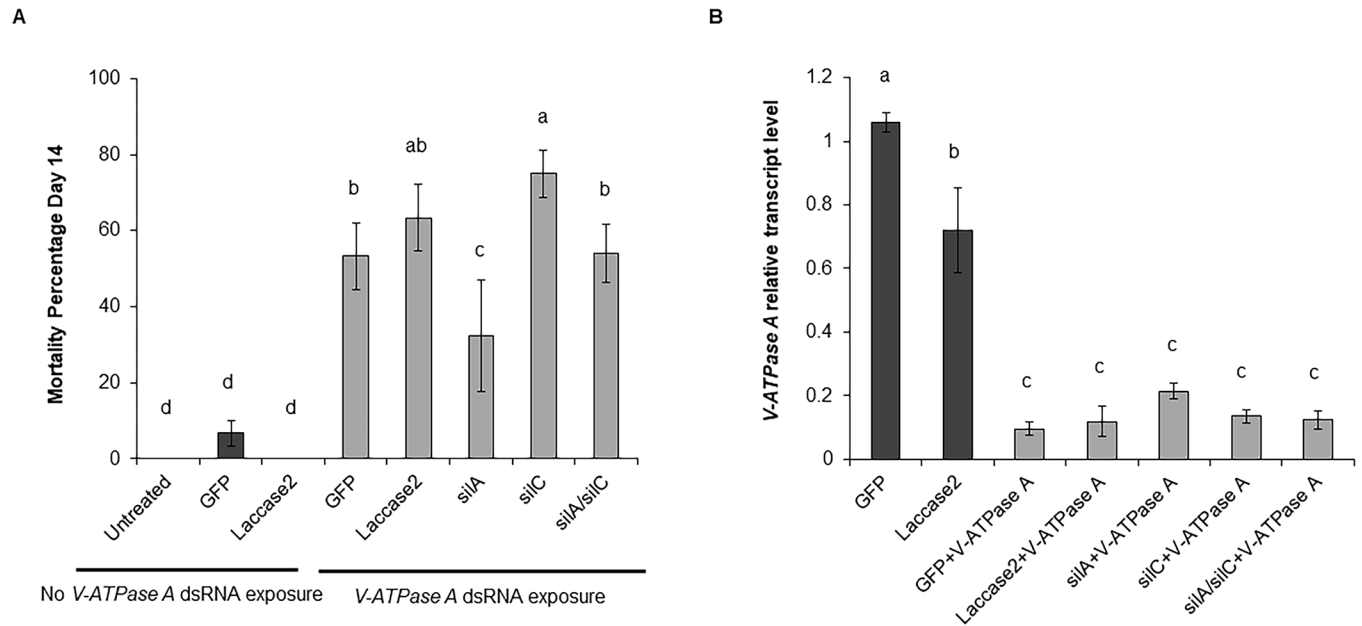 A
Mortality Percentage Day 14
100
80
60
40
20
0
d
d
d
b
ab
c
a
b
Untreated
GFP
Laccase2
GFP
Laccase2
silA
silC
silA/silC
No V-ATPase A dsRNA exposure
V-ATPase A dsRNA exposure
B
V-ATPase A relative transcript level
1.2
1
0.8
0.6
0.4
0.2
0
a
b
c
c
c
c
c
GFP
Laccase2
GFP+V-ATPase A
Laccase2+V-ATPase A
silA+V-ATPase A
silC+V-ATPase A
silA/silC+V-ATPase A